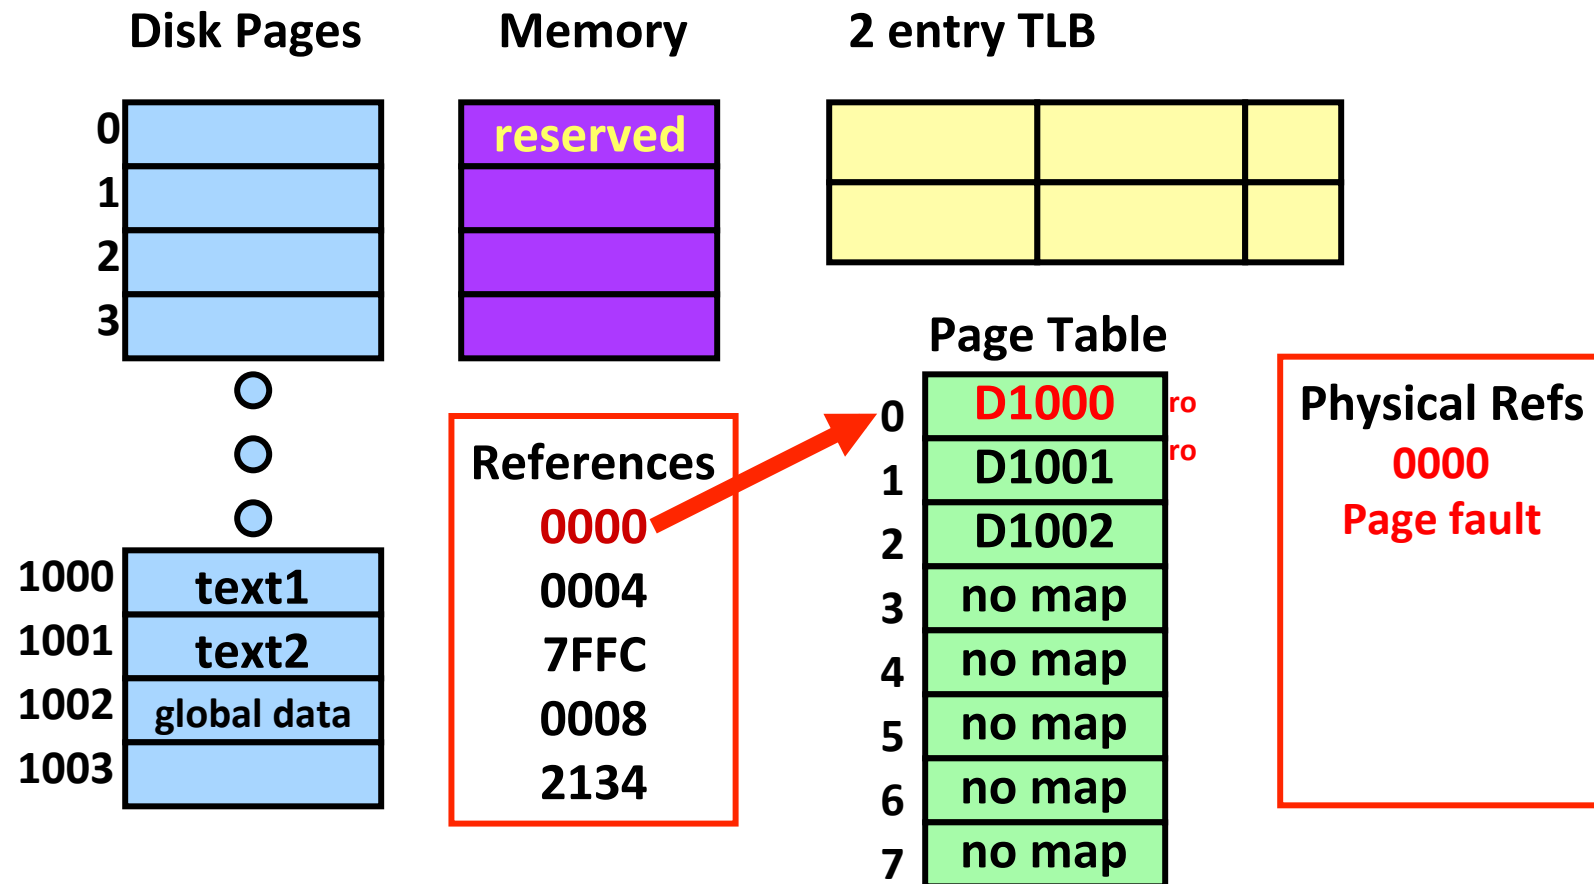 Disk Pages
Memory
2 entry TLB
0
1
2
3
reserved
1000
text1
1001
text2
1002
global data
1003
References
0000
0004
7FFC
0008
2134
Page Table
0
D1000
ro
1
D1001
ro
2
D1002
3
no map
4
no map
5
no map
6
no map
7
no map
Physical Refs
0000
Page fault